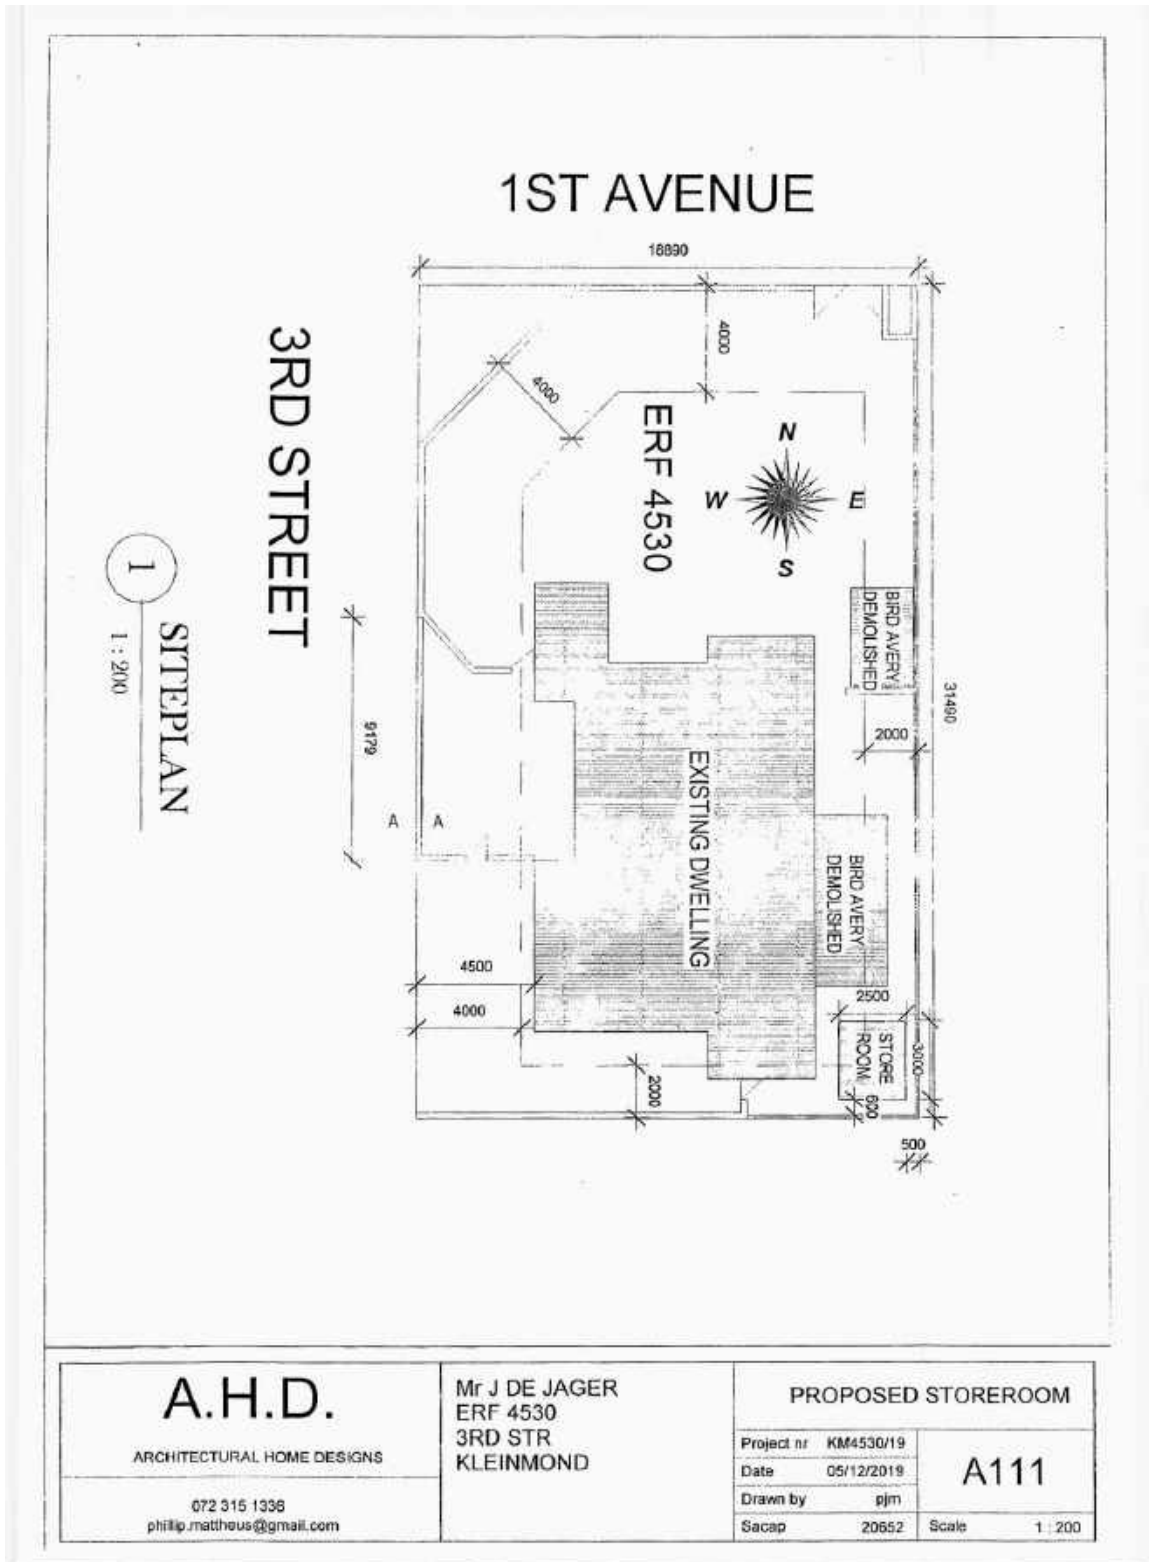 1ST AVENUE
18890
3RD STREET
4000
4000
ERF 4530
N
W
E
S
1
SITEPLAN
1 : 200
BIRD AVERY
DEMOLISHED
31490
2000
9179
A
A
EXISTING DWELLING
BIRD AVERY
DEMOLISHED
4500
4000
2500
STORE
ROOM
3000
600
2000
500
A.H.D.
ARCHITECTURAL HOME DESIGNS
072 315 1336
phillip.mattheus@gmail.com
Mr J DE JAGER
ERF 4530
3RD STR
KLEINMOND
PROPOSED STOREROOM
Project nr KM4530/19
Date 05/12/2019
Drawn by pjm
Sacap 20652
A111
Scale 1 : 200